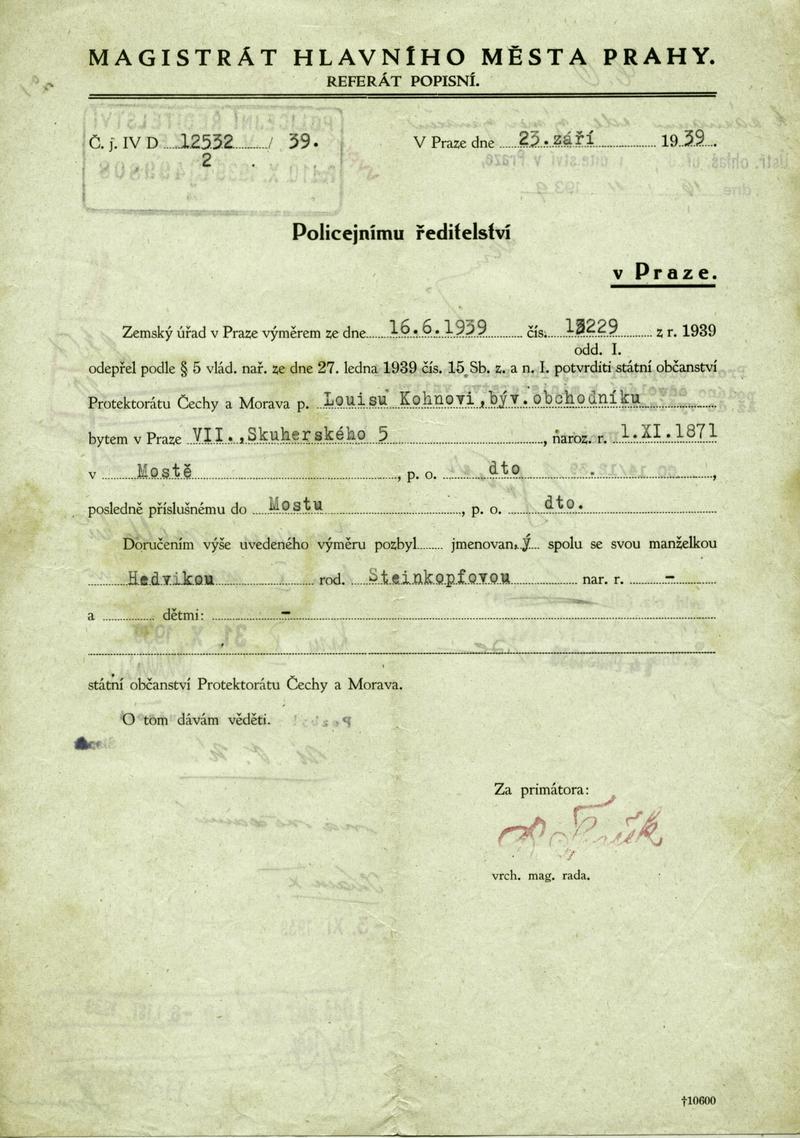 MAGISTRÁT HLAVNÍHO MĚSTA PRAHY.
REFERÁT POPISNÍ.
Č. j. IV D 12532 / 39.
2
V Praze dne 23. září 1939.
Policejnímu ředitelství
v Praze.
Zemský úřad v Praze výměrem ze dne 16.6.1939 čís. 13229 z r. 1939
odd. I.
odepřel podle § 5 vlád. nař. ze dne 27. ledna 1939 čís. 15 Sb. z. a n. I. potvrditi státní občanství
Protektorátu Čechy a Morava p. Louisu Kohnovi, býv. obchodníku
bytem v Praze VII., Skuherského 5, naroz. r. 1.XI.1871
v Mostě, p. o. dto,
posledně příslušnému do Mostu, p. o. dto.
Doručením výše uvedeného výměru pozbyl jmenovan ý spolu se svou manželkou
Hedvikou rod. Steinkopfovou nar. r. –
a dětmi: –
státní občanství Protektorátu Čechy a Morava.
O tom dávám věděti.
Za primátora:
vrch. mag. rada.
†10600